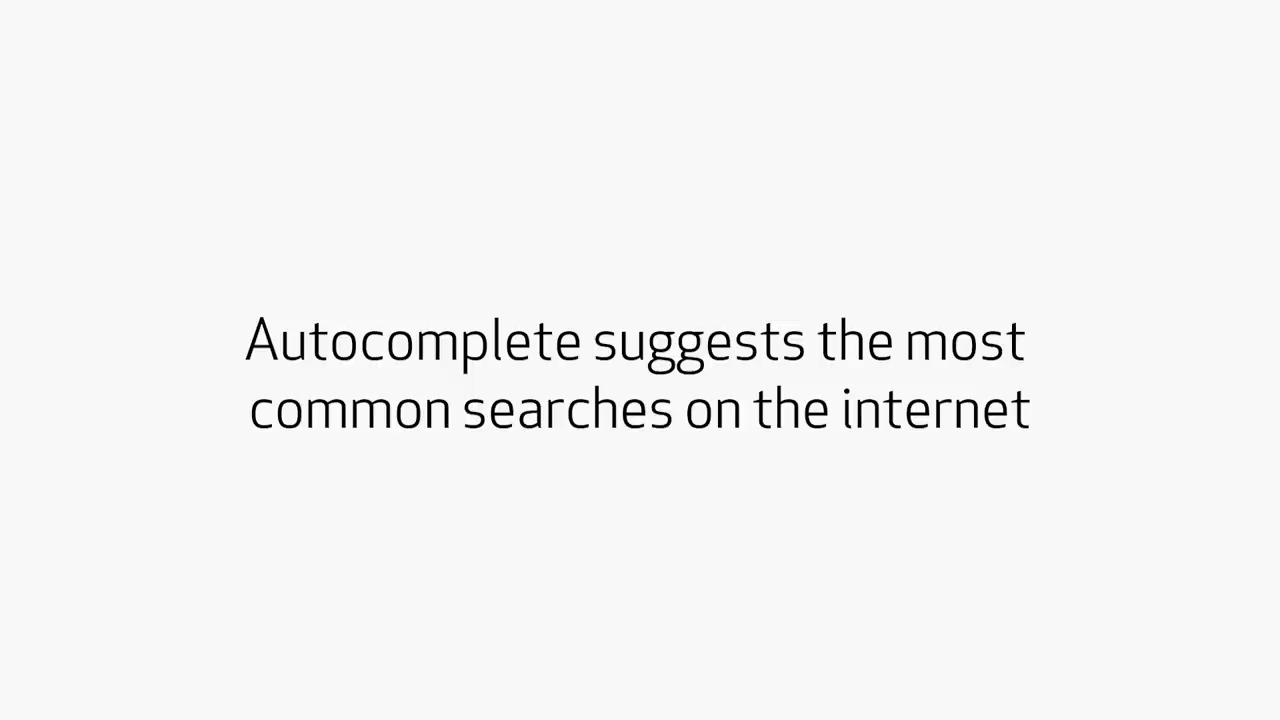 Autocomplete suggests the most
common searches on the internet